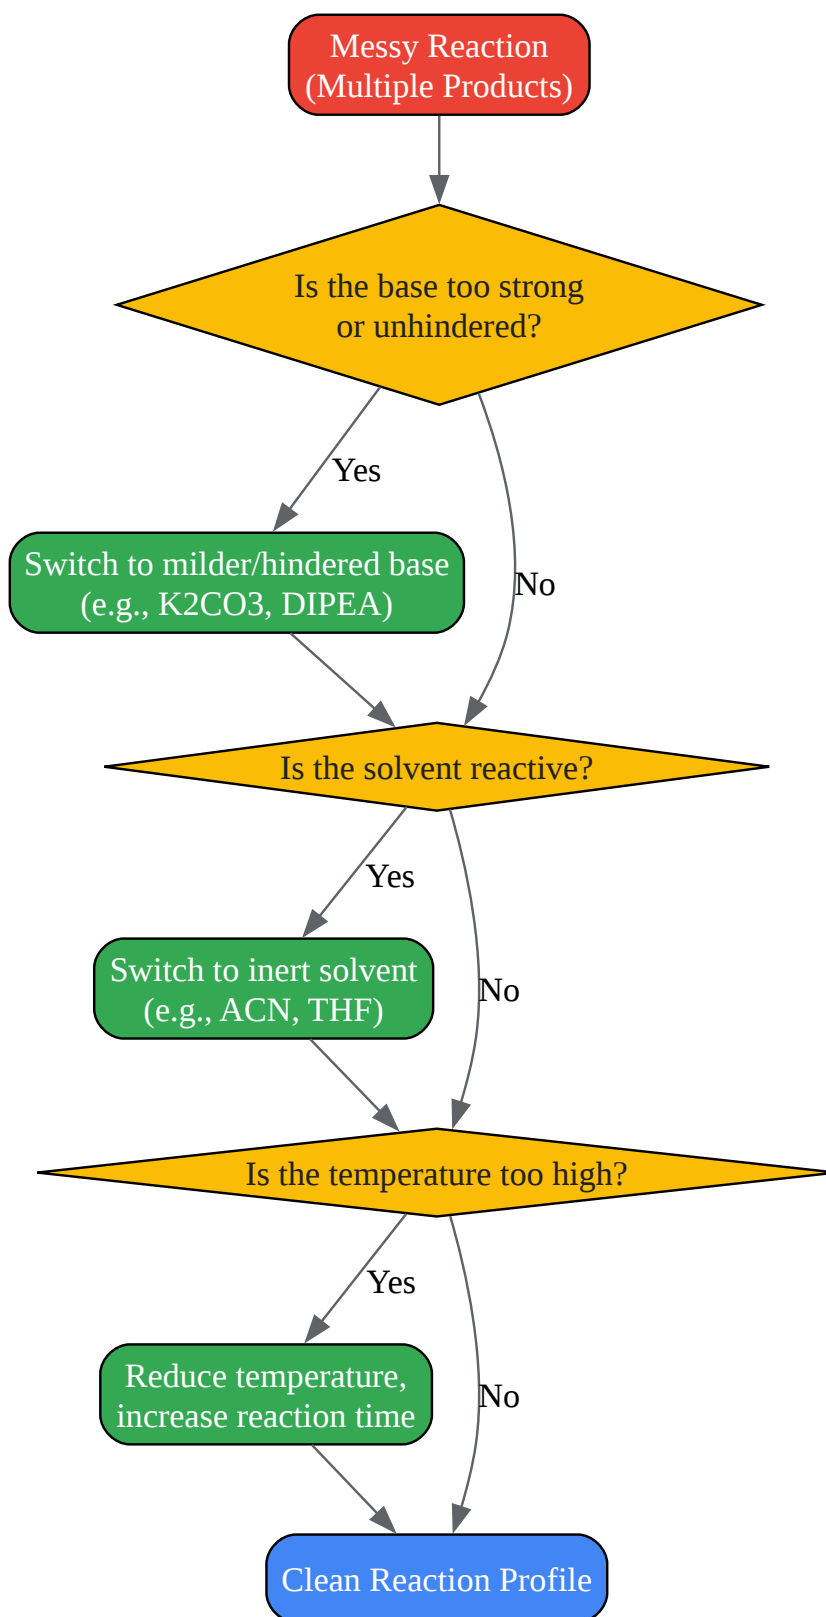 Messy Reaction
(Multiple Products)
Is the base too strong
or unhindered?
Yes
Switch to milder/hindered base
(e.g., K2CO3, DIPEA)
No
Is the solvent reactive?
Yes
Switch to inert solvent
(e.g., ACN, THF)
No
Is the temperature too high?
Yes
Reduce temperature,
increase reaction time
No
Clean Reaction Profile